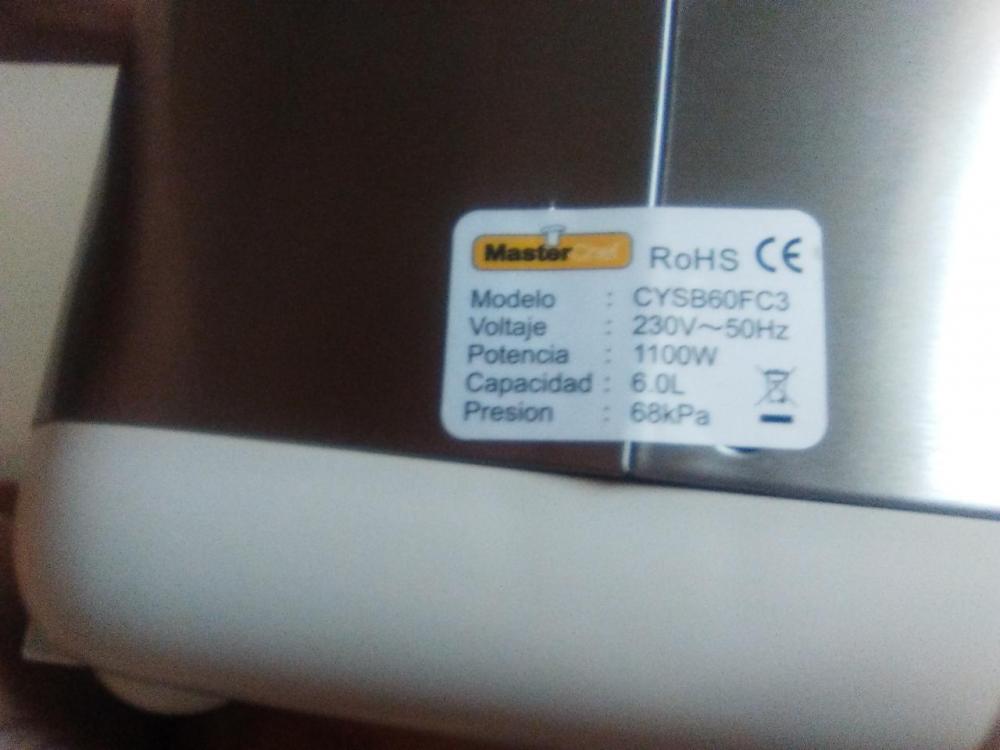 MasterChef RoHS CE
Modelo : CYSB60FC3
Voltaje : 230V~50Hz
Potencia : 1100W
Capacidad : 6.0L
Presion : 68kPa